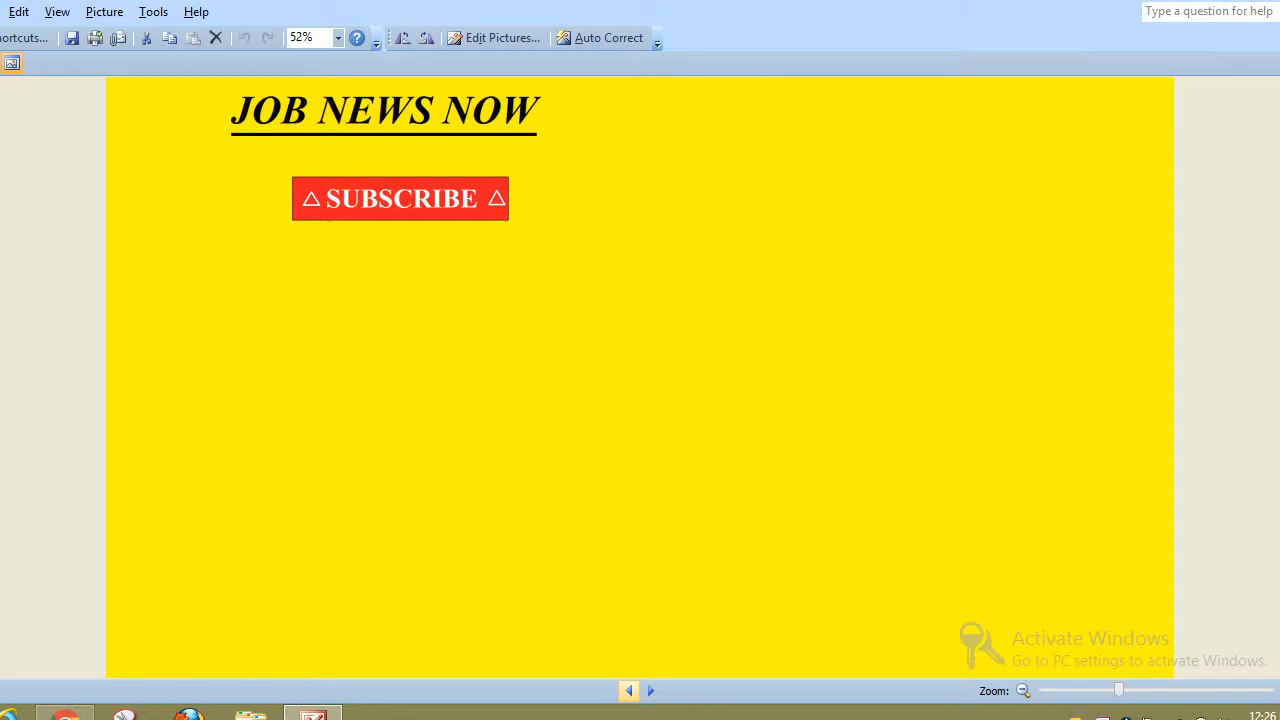 Edit View Picture Tools Help
Type a question for help
ortcuts... 52% Edit Pictures... Auto Correct
JOB NEWS NOW
△ SUBSCRIBE △
Activate Windows
Go to PC settings to activate Windows.
Zoom:
12:26